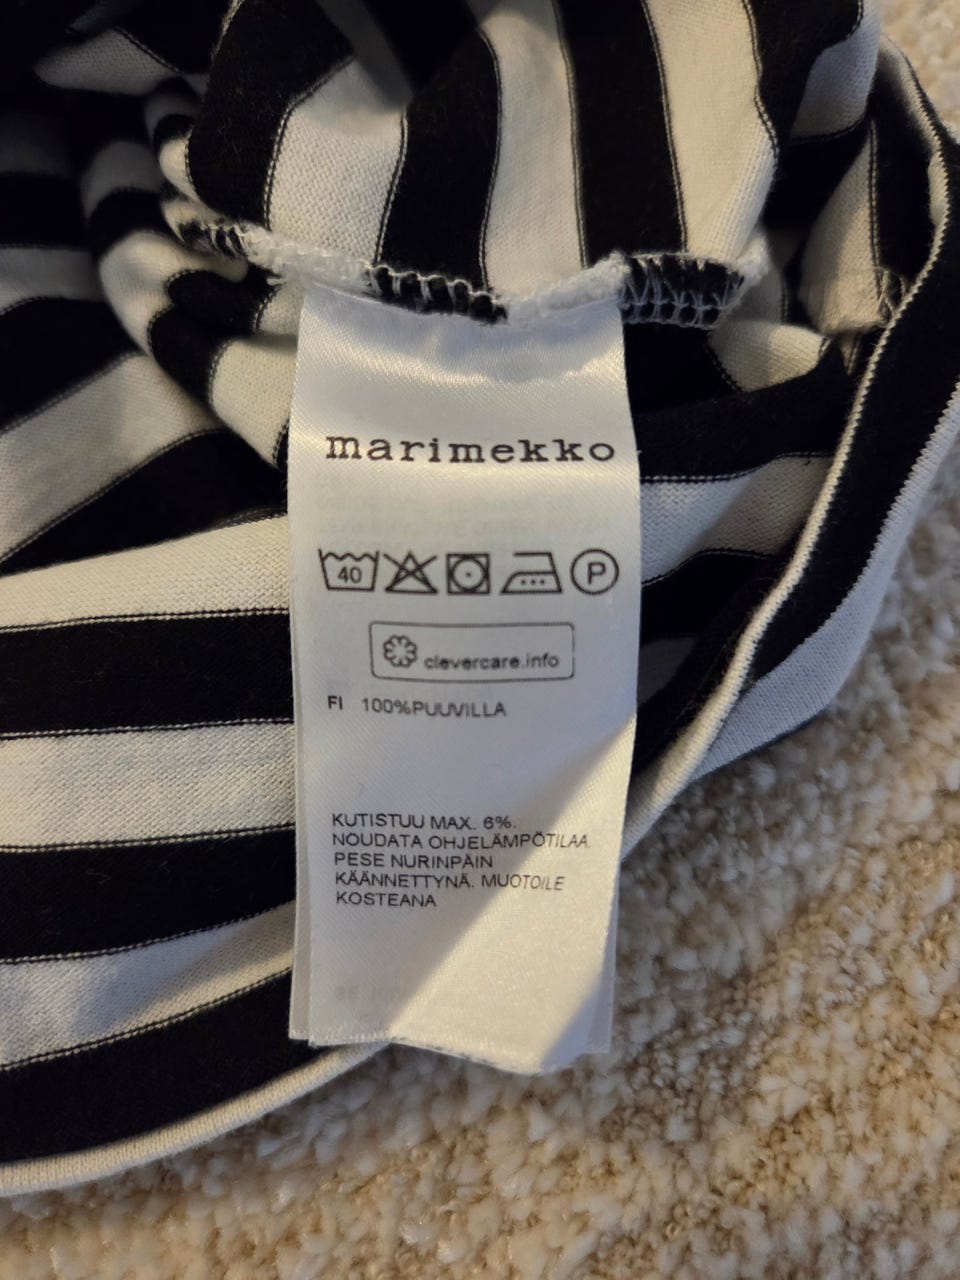 marimekko
40 P
clevercare.info
FI 100%PUUVILLA
KUTISTUU MAX. 6%.
NOUDATA OHJELÄMPÖTILAA
PESE NURINPÄIN
KÄÄNNETTYNÄ. MUOTOILE
KOSTEANA